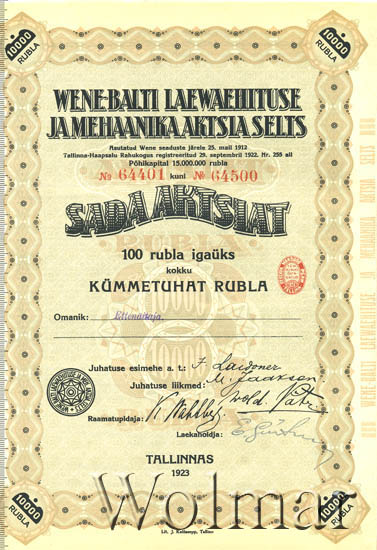 10000 RUBLA
10000 RUBLA
WENE-BALTI LAEWAEHITUSE
JA MEHAANIKA AKTSIA SELTS
Asutatud Wene seaduste järele 25. mail 1912
Tallinna-Haapsalu Rahukogus registreeritud 29. septembril 1922. Nr. 255 all
Põhikapital 15.000.000 rubla
№ 64401 kuni № 64500
SADA AKTSIAT
100 rubla igaüks
kokku
KÜMMETUHAT RUBLA
Omanik: Ettenäitaja.
Juhatuse esimehe a. t.: J. Laidoner
Juhatuse liikmed:
Raamatupidaja:
Laekahoidja:
TALLINNAS
1923
10000 RUBLA
10000 RUBLA
Wolmar
Lit. J. Tallinn